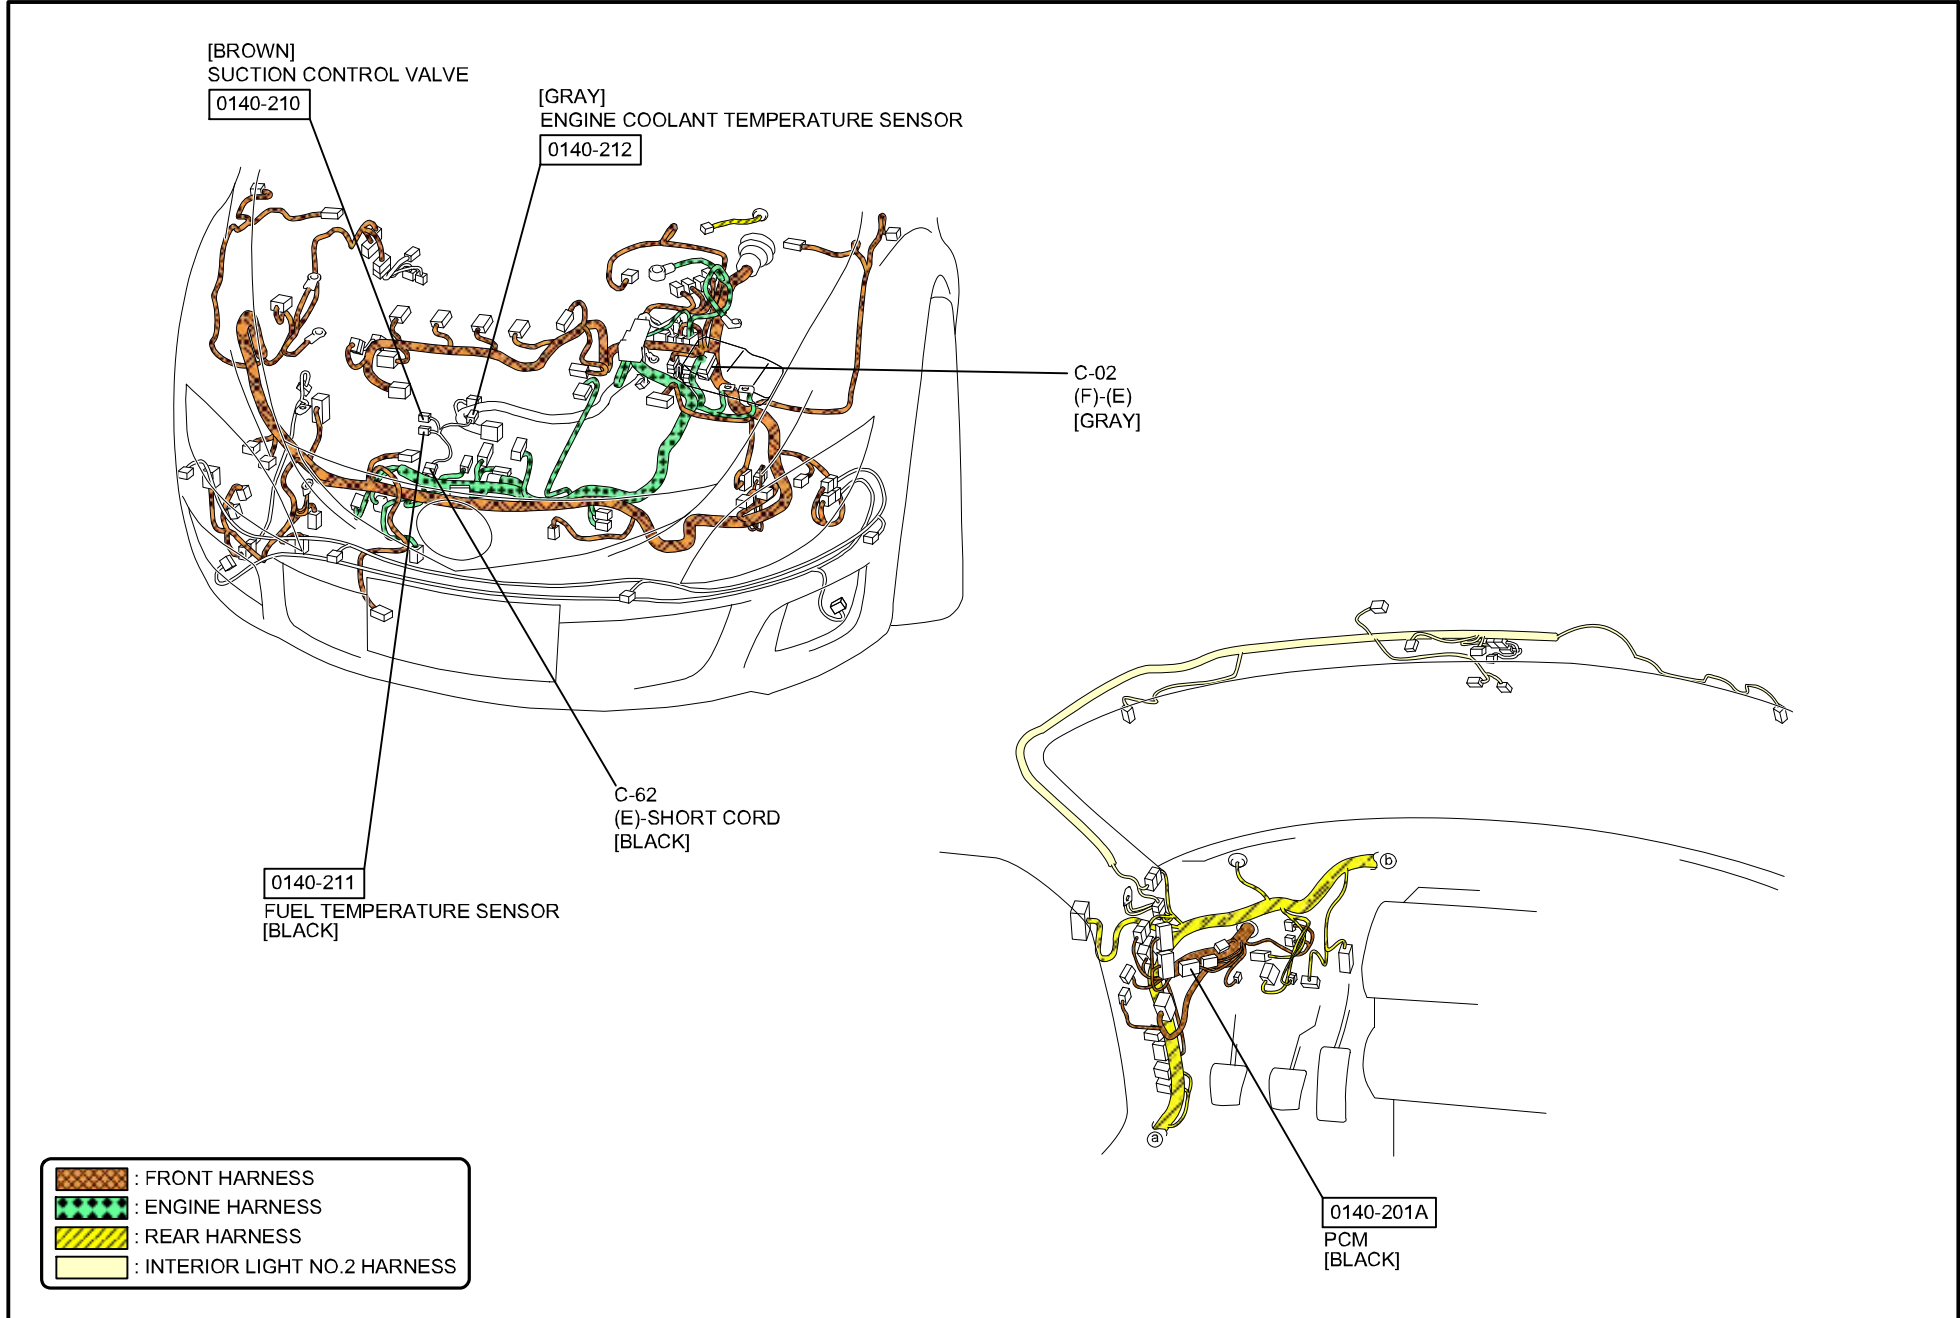 [BROWN]
SUCTION CONTROL VALVE
0140-210
[GRAY]
ENGINE COOLANT TEMPERATURE SENSOR
0140-212
C-02
(F)-(E)
[GRAY]
C-62
(E)-SHORT CORD
[BLACK]
0140-211
FUEL TEMPERATURE SENSOR
[BLACK]
b
a
0140-201A
PCM
[BLACK]
: FRONT HARNESS
: ENGINE HARNESS
: REAR HARNESS
: INTERIOR LIGHT NO.2 HARNESS